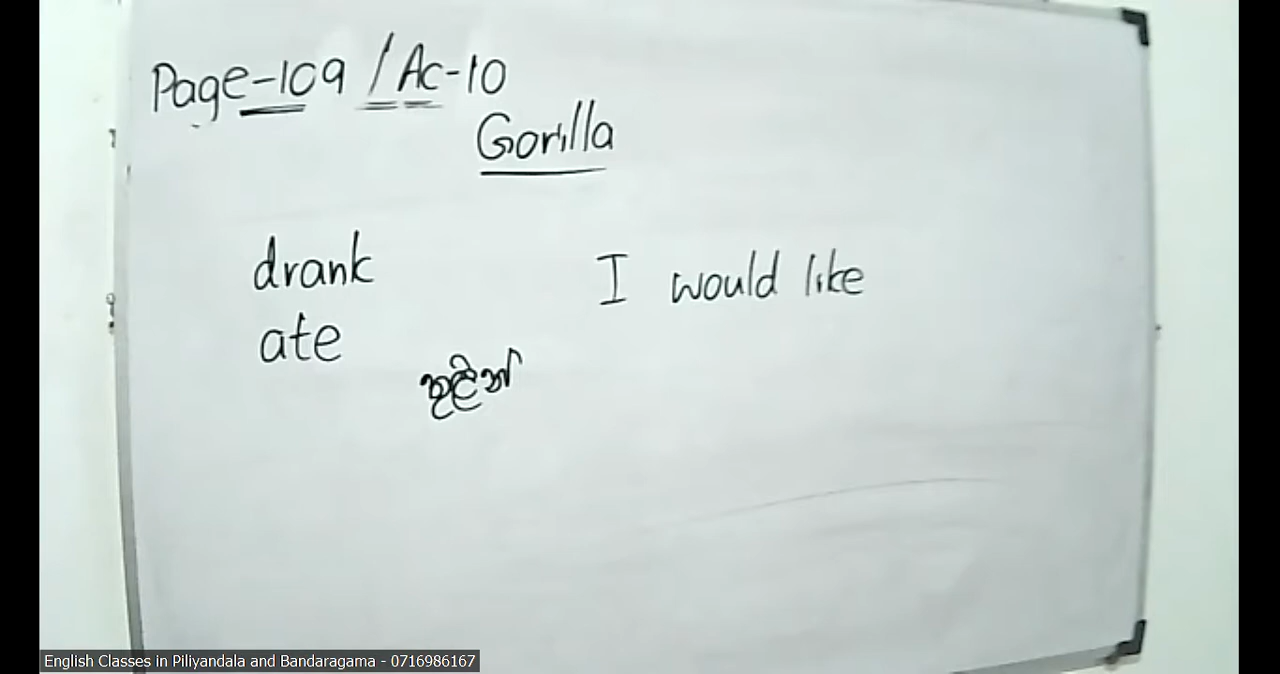 Page-109 / Ac-10
Gorilla
drank
I would like
ate
තුළින්
English Classes in Piliyandala and Bandaragama - 0716986167